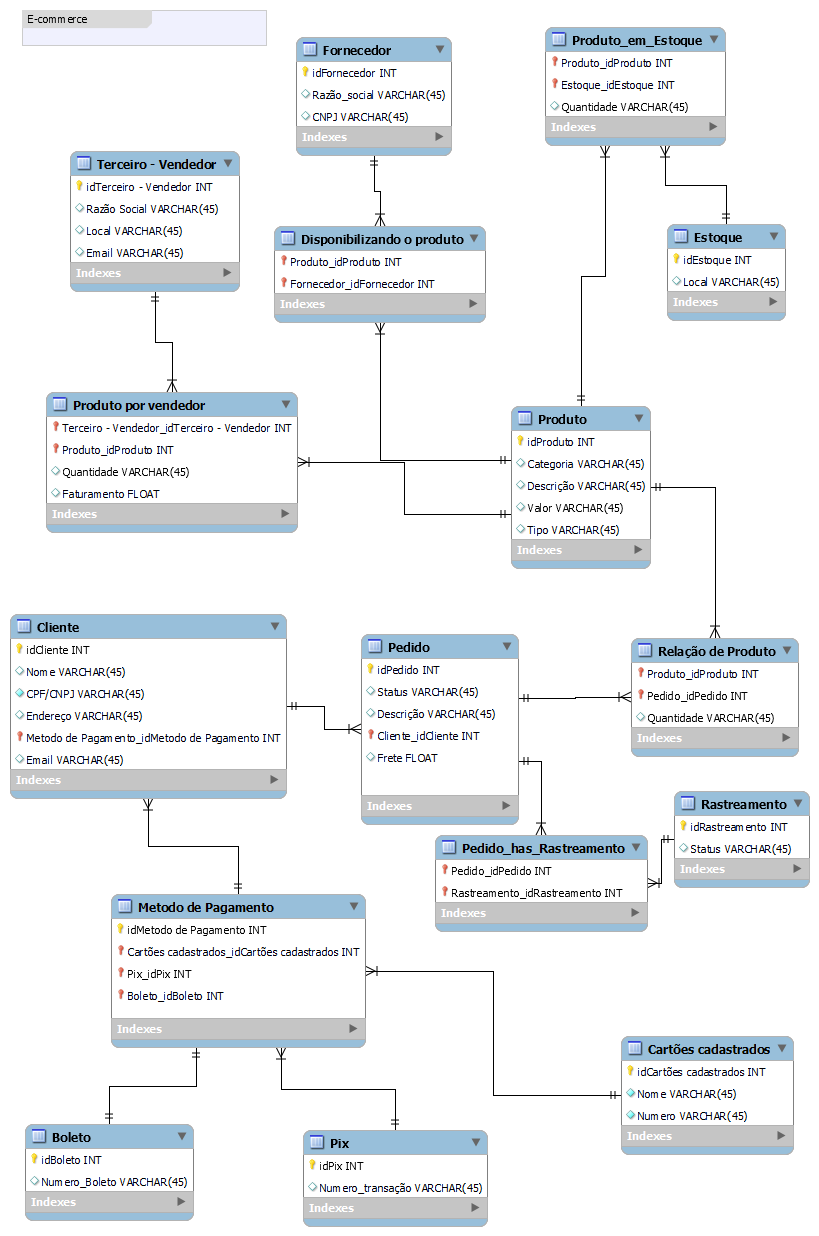 E-commerce
Fornecedor
idFornecedor INT
Razão_social VARCHAR(45)
CNPJ VARCHAR(45)
Indexes
Produto_em_Estoque
Produto_idProduto INT
Estoque_idEstoque INT
Quantidade VARCHAR(45)
Indexes
Terceiro - Vendedor
idTerceiro - Vendedor INT
Razão Social VARCHAR(45)
Local VARCHAR(45)
Email VARCHAR(45)
Indexes
Disponibilizando o produto
Produto_idProduto INT
Fornecedor_idFornecedor INT
Indexes
Estoque
idEstoque INT
Local VARCHAR(45)
Indexes
Produto por vendedor
Terceiro - Vendedor_idTerceiro - Vendedor INT
Produto_idProduto INT
Quantidade VARCHAR(45)
Faturamento FLOAT
Indexes
Produto
idProduto INT
Categoria VARCHAR(45)
Descrição VARCHAR(45)
Valor VARCHAR(45)
Tipo VARCHAR(45)
Indexes
Cliente
idCliente INT
Nome VARCHAR(45)
CPF/CNPJ VARCHAR(45)
Endereço VARCHAR(45)
Metodo de Pagamento_idMetodo de Pagamento INT
Email VARCHAR(45)
Indexes
Pedido
idPedido INT
Status VARCHAR(45)
Descrição VARCHAR(45)
Cliente_idCliente INT
Frete FLOAT
Indexes
Relação de Produto
Produto_idProduto INT
Pedido_idPedido INT
Quantidade VARCHAR(45)
Indexes
Rastreamento
idRastreamento INT
Status VARCHAR(45)
Indexes
Pedido_has_Rastreamento
Pedido_idPedido INT
Rastreamento_idRastreamento INT
Indexes
Metodo de Pagamento
idMetodo de Pagamento INT
Cartões cadastrados_idCartões cadastrados INT
Pix_idPix INT
Boleto_idBoleto INT
Indexes
Cartões cadastrados
idCartões cadastrados INT
Nome VARCHAR(45)
Numero VARCHAR(45)
Indexes
Boleto
idBoleto INT
Numero_Boleto VARCHAR(45)
Indexes
Pix
idPix INT
Numero_transação VARCHAR(45)
Indexes